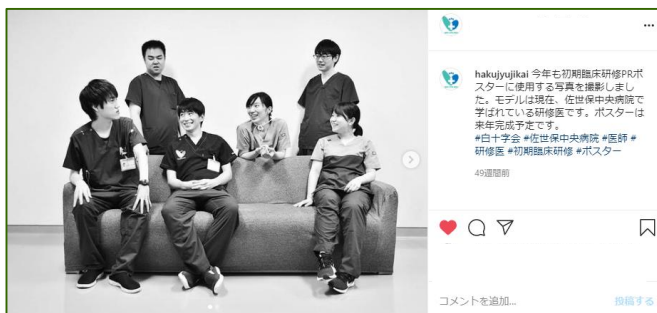 hakujyujikai 今年も初期臨床研修PRポ
スターに使用する写真を撮影しまし
た。モデルは現在、佐世保中央病院で
学ばれている研修医です。ポスターは
来年完成予定です。
#白十字会 #佐世保中央病院 #医師 #
研修医 #初期臨床研修 #ポスター
49週間前
コメントを追加...
投稿する